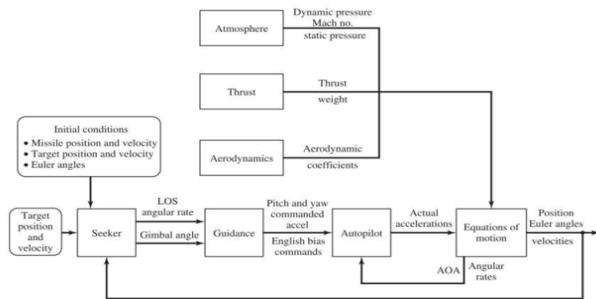 Atmosphere
Dynamic pressure
Mach no.
static pressure
Thrust
Thrust
weight
Aerodynamics
Aerodynamic
coefficients
Initial conditions
• Missile position and velocity
• Target position and velocity
• Euler angles
Target
position
and
velocity
Seeker
LOS
angular rate
Gimbal angle
Guidance
Pitch and yaw
commanded
accel
English bias
commands
Autopilot
Actual
accelerations
Equations of
motion
Position
Euler angles
velocities
AOA
Angular
rates